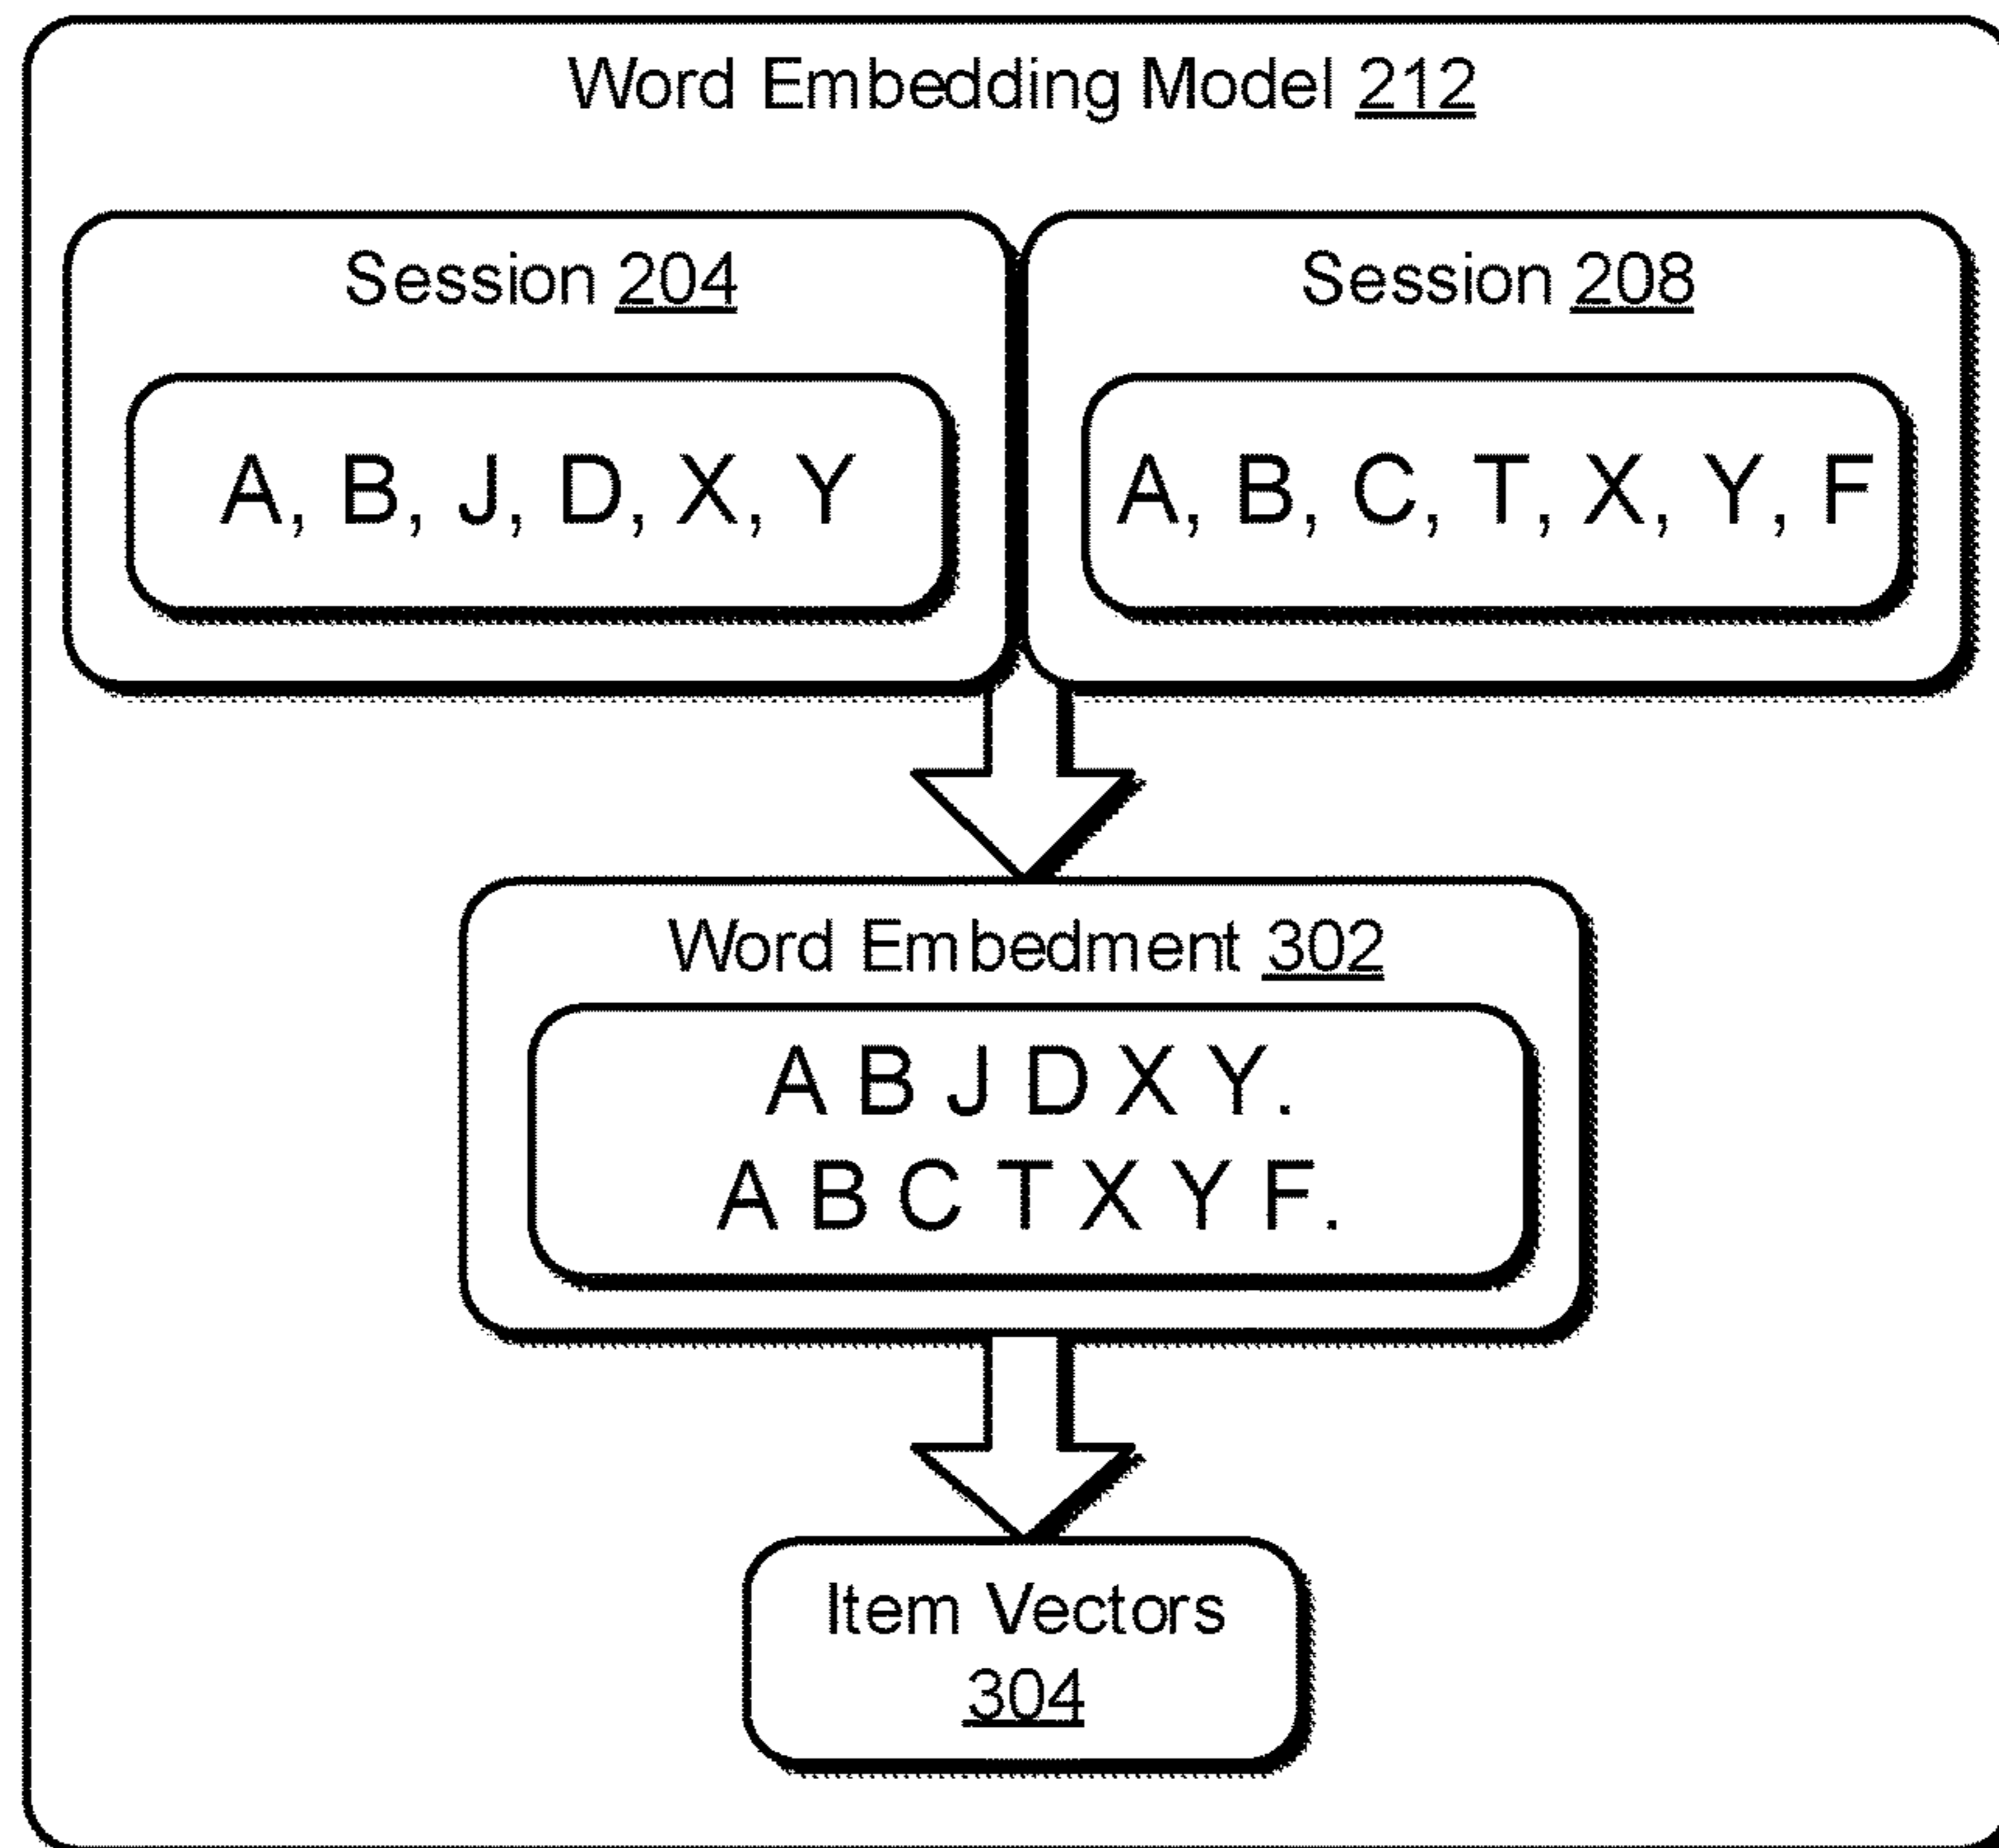 Word Embedding Model 212
Session 204
A, B, J, D, X, Y
Session 208
A, B, C, T, X, Y, F
Word Embedment 302
A B J D X Y.
A B C T X Y F.
Item Vectors
304